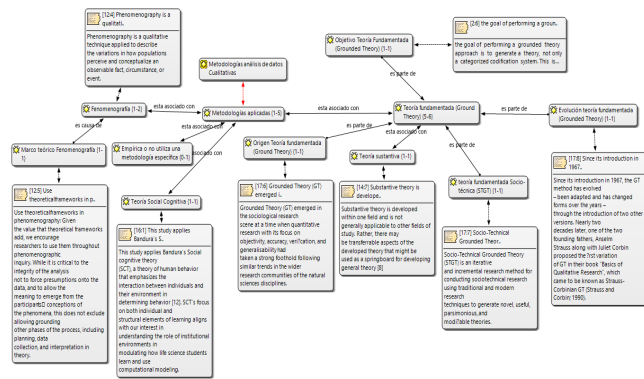 [12:4] Phenomenography is a
qualitati..
Phenomenography is a qualitative
technique applied to describe
the variations in how populations
perceive and conceptualize an
observable fact, circumstance, or
event.
Metodologías análisis de datos
Cualitativas
Objetivo Teoría Fundamentada
(Grounded Theory) (1-1)
[2:6] the goal of performing a groun..
the goal of performing a grounded theory
approach is to generate a theory, not only
a categorized codification system. This is...
es parte de
Fenomenografía [1-2]
esta asociado con
Metodologías aplicadas [1-5]
esta asociado con
Teoría fundamentada (Ground
Theory) [5-6]
es parte de
Evolución teoría fundamentada
(Grounded Theory) [1-1]
es causa de
Marco teórico Fenomenografía [1-
1]
Empírica o no utiliza una
metodología específica (0-1)
asociado con
Origen Teoría Fundamentada
(Ground Theory) [1-1]
es parte de
esta asociado con
Teoría sustantiva (1-1)
es parte de
teoría fundamentada Socio-
Técnica (STGT) [1-1]
Teoría Social Cognitiva (1-1)
[12:5] Use
theoreticalframeworks in p..
Use theoreticalframeworks in
phenomenography: Given
the value that theoretical frameworks
add, we encourage
researchers to use them throughout
phenomenographic
inquiry. While it is critical to the
integrity of the analysis
not to force presumptions onto the
data, and to allow the
meaning to emerge from the
participants conceptions of
the phenomena, this does not exclude
allowing grounding
other phases of the process, including
planning, data
collection, and interpretation in
theory.
[16:1] This study applies
Bandura's S..
This study applies Bandura's Social
cognitive theory
(SCT), a theory of human behavior
that emphasizes the
interaction between individuals and
their environment in
determining behavior [12]. SCT's focus
on both individual and
structural elements of learning aligns
with our interest in
understanding the role of institutional
environments in
modulating how life science students
learn and use
computational modeling.
[17:6] Grounded Theory (GT)
emerged i..
Grounded Theory (GT) emerged in
the sociological research
scene at a time when quantitative
research with its focus on
objectivity, accuracy, verification, and
generalisability had
taken a strong foothold following
similar trends in the wider
research communities of the natural
sciences disciplines.
[14:7] Substantive theory is
develope..
Substantive theory is developed
within one field and is not
generally applicable to other fields of
study. Rather, there may
be transferrable aspects of the
developed theory that might be
used as a springboard for developing
general theory [8]
[17:7] Socio-Technical
Grounded Theor..
Socio-Technical Grounded Theory
(STGT) is an iterative
and incremental research method for
conducting sociotechnical research
using traditional and modern
research
techniques to generate novel, useful,
parsimonious, and
modifiable theories.
[17:8] Since its introduction in
1967..
Since its introduction in 1967, the GT
method has evolved
– been adapted and has changed
forms over the years –
through the introduction of two other
versions. Nearly two
decades later, one of the two
founding fathers, Anselm
Strauss along with Juliet Corbin
proposed the first variation
of GT in their book 'Basics of
Qualitative Research', which
came to be known as Strauss-
Corbinian GT [Strauss and
Corbin; 1990).